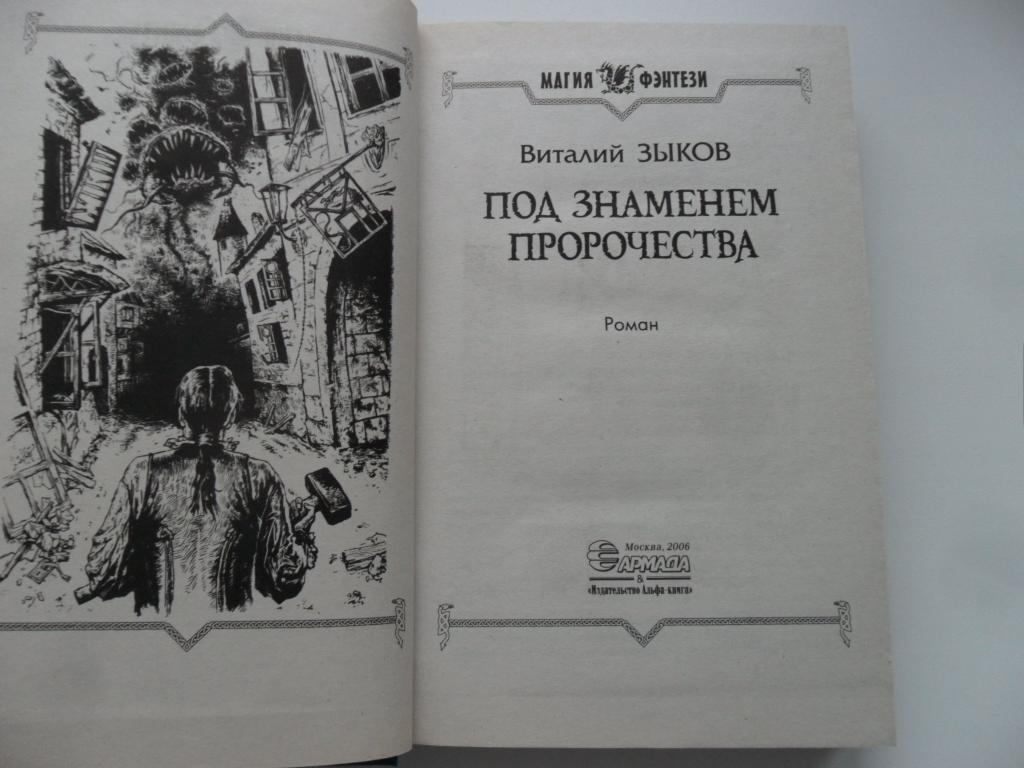 МАГИЯ ФЭНТЕЗИ
Виталий ЗЫКОВ
ПОД ЗНАМЕНЕМ
ПРОРОЧЕСТВА
Роман
Москва, 2006
АРМАДА
&
«Издательство Альфа-книга»